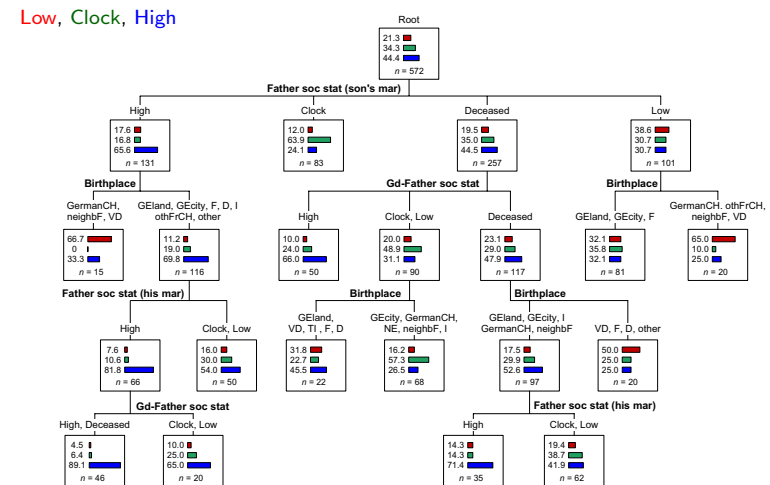 Low, Clock, High
Root
21.3
34.3
44.4
n = 572
Father soc stat (son's mar)
High
17.6
16.8
65.6
n = 131
Clock
12.0
63.9
24.1
n = 83
Deceased
19.5
35.0
44.5
n = 257
Low
38.6
30.7
30.7
n = 101
Birthplace
Gd-Father soc stat
Birthplace
GermanCH,
neighbF, VD
66.7
0
33.3
n = 15
GEland, GEcity, F, D, I
othFrCH, other
11.2
19.0
69.8
n = 116
High
10.0
24.0
66.0
n = 50
Clock, Low
20.0
48.9
31.1
n = 90
Deceased
23.1
29.0
47.9
n = 117
GEland, GEcity, F
32.1
35.8
32.1
n = 81
GermanCH. othFrCH,
neighbF, VD
65.0
10.0
25.0
n = 20
Father soc stat (his mar)
Birthplace
Birthplace
High
7.6
10.6
81.8
n = 66
Clock, Low
16.0
30.0
54.0
n = 50
GEland,
VD, TI , F, D
31.8
22.7
45.5
n = 22
GEcity, GermanCH,
NE, neighbF, I
16.2
57.3
26.5
n = 68
GEland, GEcity, I
GermanCH, neighbF
17.5
29.9
52.6
n = 97
VD, F, D, other
50.0
25.0
25.0
n = 20
Gd-Father soc stat
Father soc stat (his mar)
High, Deceased
4.5
6.4
89.1
n = 46
Clock, Low
10.0
25.0
65.0
n = 20
High
14.3
14.3
71.4
n = 35
Clock, Low
19.4
38.7
41.9
n = 62